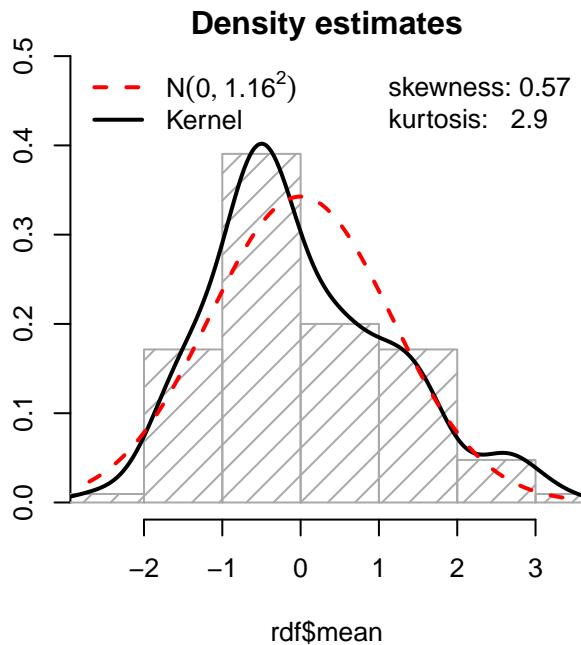 Density estimates
N(0, 1.16²)
Kernel
skewness: 0.57
kurtosis: 2.9
0.5
0.4
0.3
0.2
0.1
0.0
−2 −1 0 1 2 3
rdf$mean